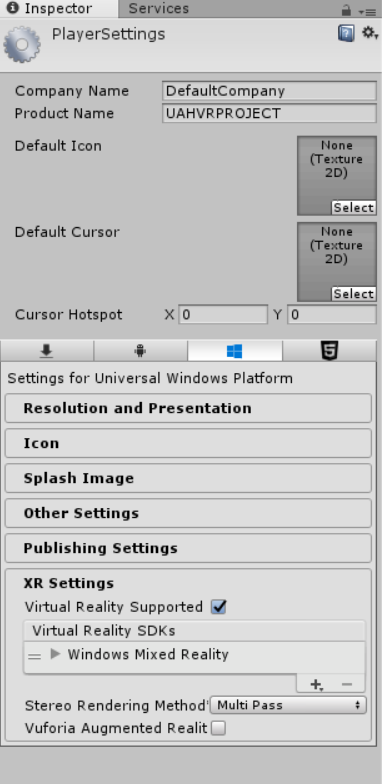 Inspector Services
PlayerSettings
Company Name DefaultCompany
Product Name UAHVRPROJECT
Default Icon
None
(Texture
2D)
Select
Default Cursor
None
(Texture
2D)
Select
Cursor Hotspot X 0 Y 0
Settings for Universal Windows Platform
Resolution and Presentation
Icon
Splash Image
Other Settings
Publishing Settings
XR Settings
Virtual Reality Supported
Virtual Reality SDKs
Windows Mixed Reality
Stereo Rendering Method* Multi Pass
Vuforia Augmented Realit